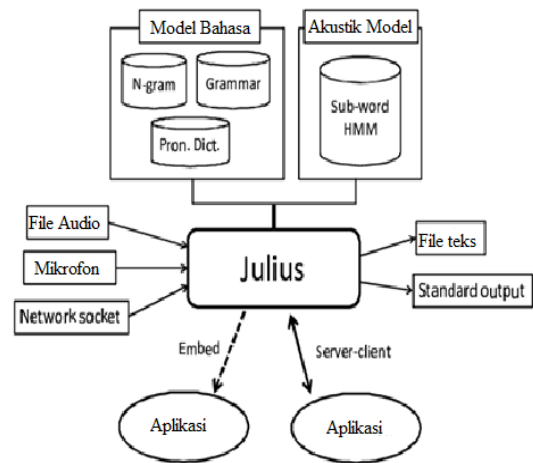 Model Bahasa
Akustik Model
N-gram
Grammar
Pron. Dict.
Sub-word
HMM
File Audio
Mikrofon
Network socket
Julius
File teks
Standard output
Embed
Server-client
Aplikasi
Aplikasi